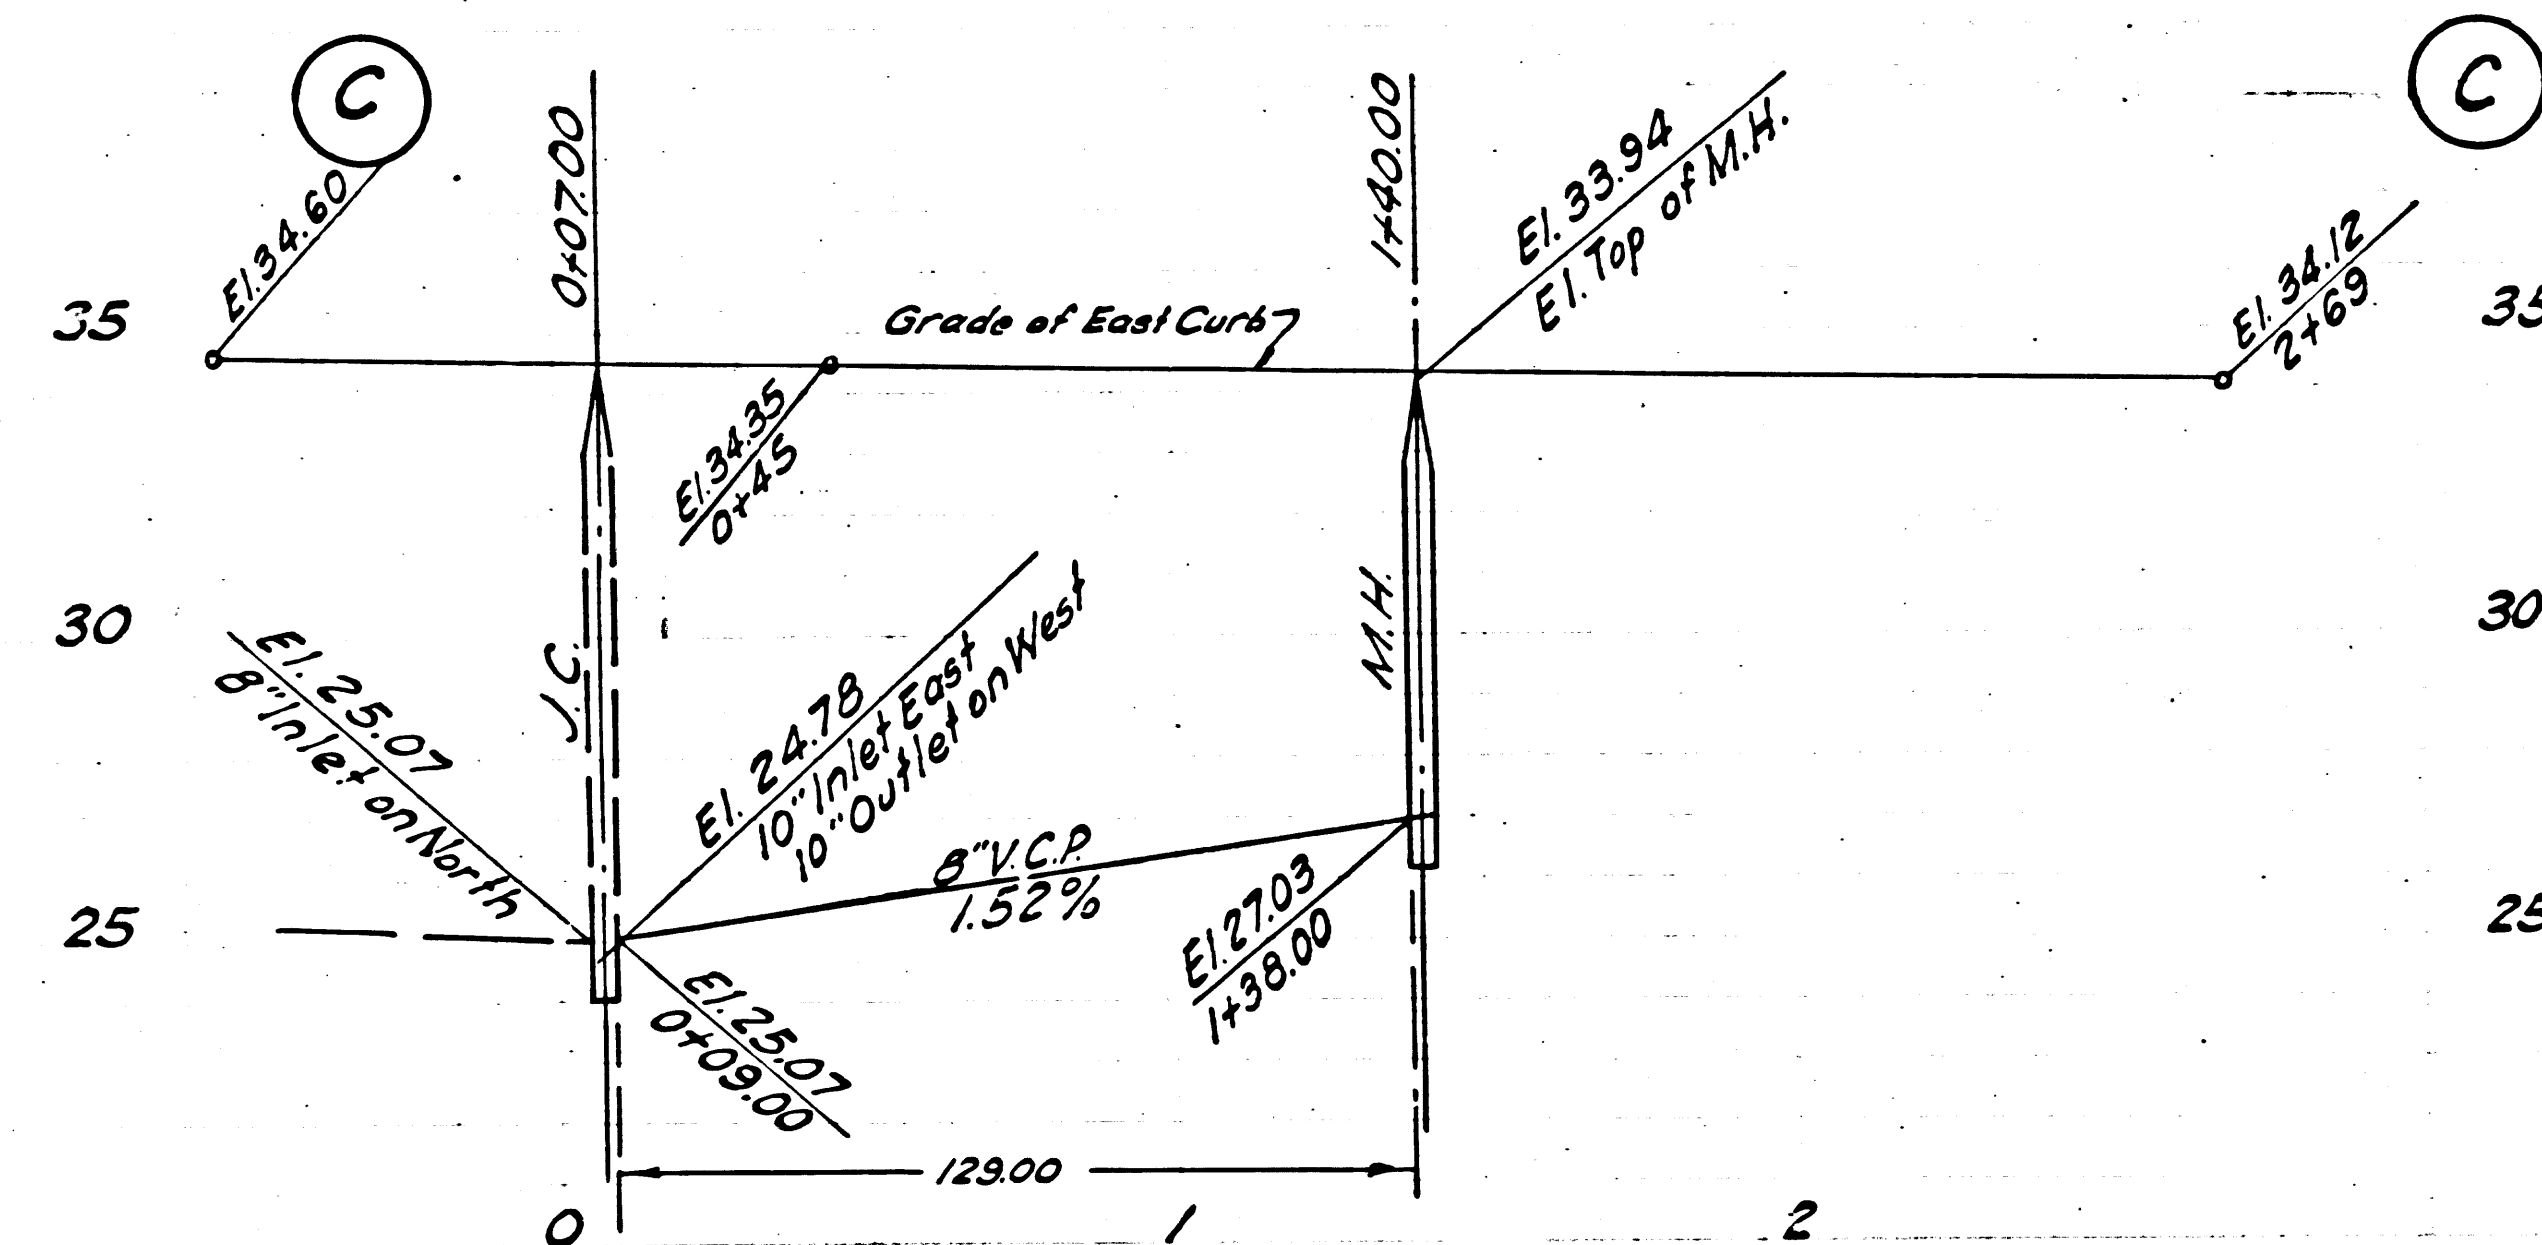 C
C
0+07.00
1+40.00
El. 34.60
El. 33.94
El. Top of M.H.
El. 34.12
2+69
35
Grade of East Curb
35
El. 34.35
0+45
30
M.H.
30
J.C.
El. 25.07
8" Inlet on North
El. 24.78
10" Inlet East
10" Outlet on West
8" V.C.P.
1.52%
25
El. 27.03
1+38.00
25
El. 25.07
0+09.00
129.00
0
1
2